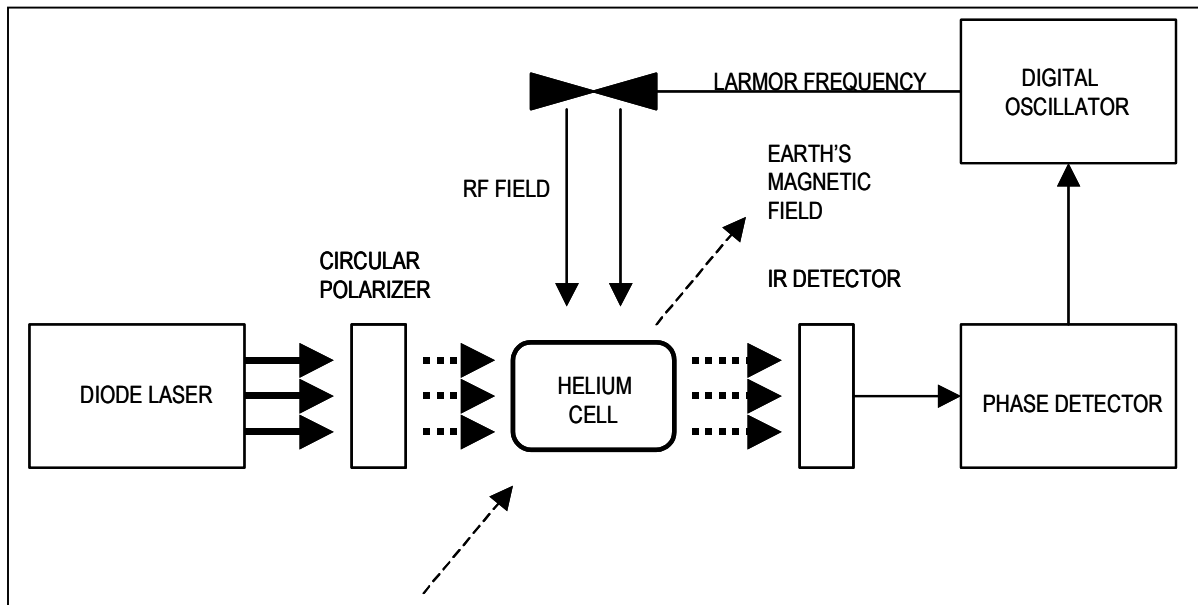 LARMOR FREQUENCY
DIGITAL
OSCILLATOR
RF FIELD
EARTH'S
MAGNETIC
FIELD
CIRCULAR
POLARIZER
IR DETECTOR
DIODE LASER
HELIUM
CELL
PHASE DETECTOR